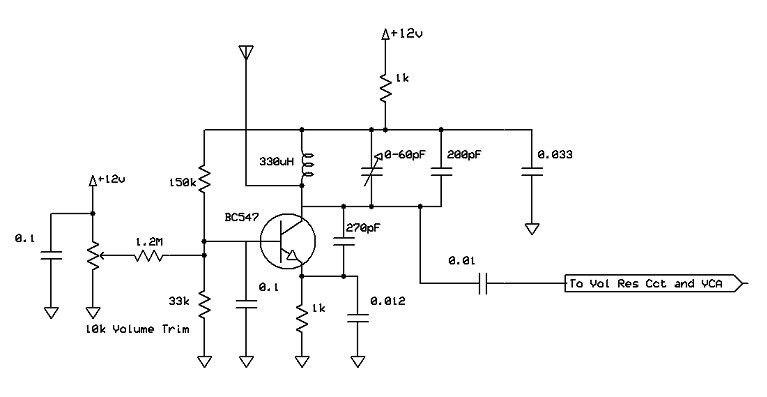 +12v
1k
330uH
0-60pF
200pF
0.033
150k
+12v
BC547
270pF
0.1
1.2M
0.01
To Vol Res Cct and VCA
0.1
33k
1k
0.012
10k Volume Trim